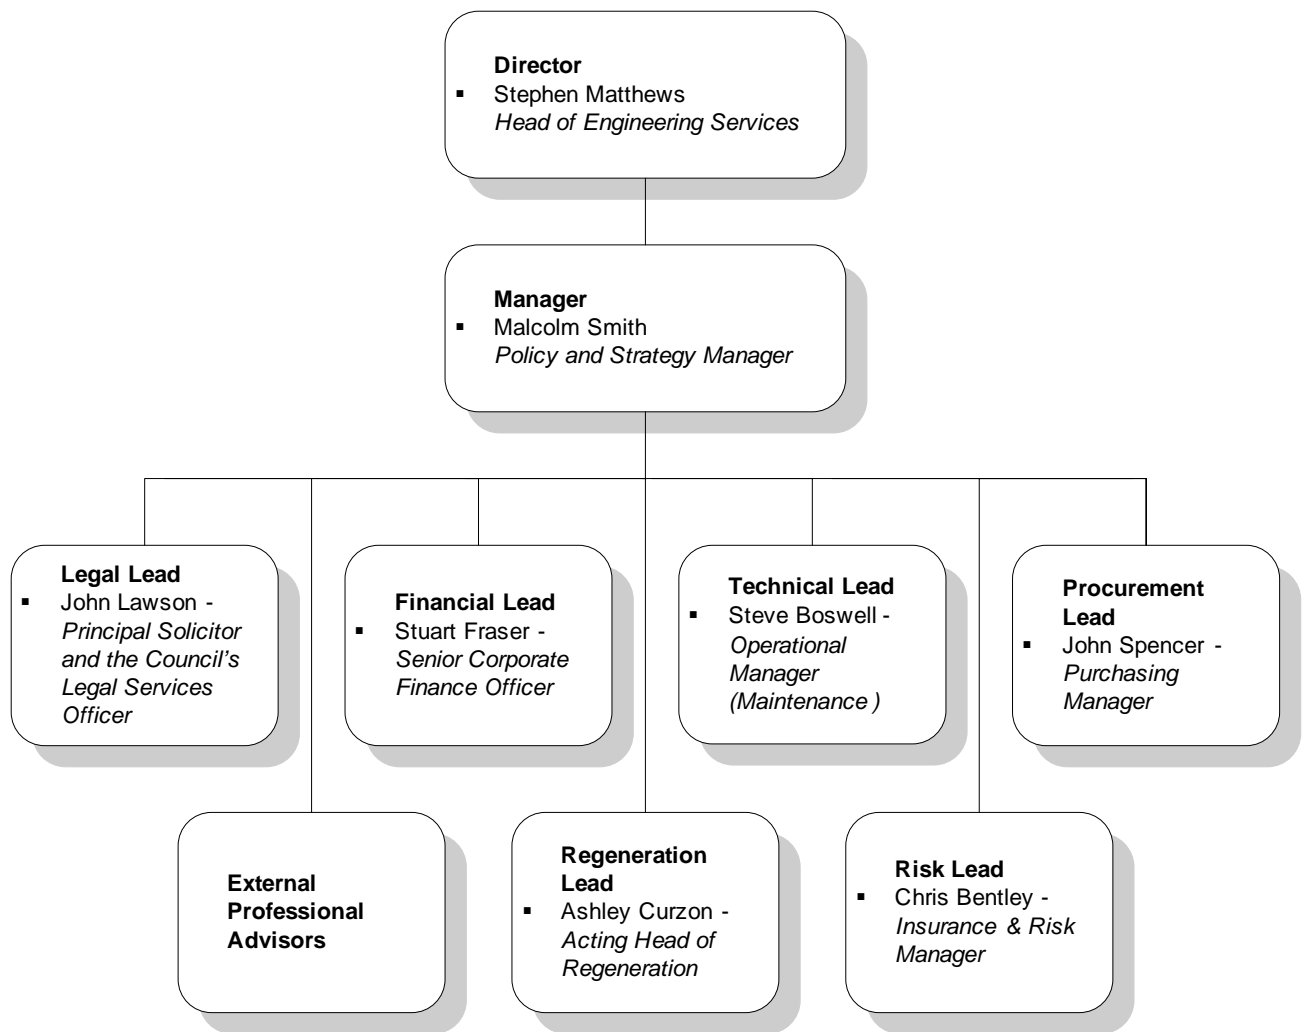 Director
▪ Stephen Matthews
Head of Engineering Services
Manager
▪ Malcolm Smith
Policy and Strategy Manager
Legal Lead
▪ John Lawson -
Principal Solicitor
and the Council's
Legal Services
Officer
Financial Lead
▪ Stuart Fraser -
Senior Corporate
Finance Officer
Technical Lead
▪ Steve Boswell -
Operational
Manager
(Maintenance )
Procurement
Lead
▪ John Spencer -
Purchasing
Manager
External
Professional
Advisors
Regeneration
Lead
▪ Ashley Curzon -
Acting Head of
Regeneration
Risk Lead
▪ Chris Bentley -
Insurance & Risk
Manager